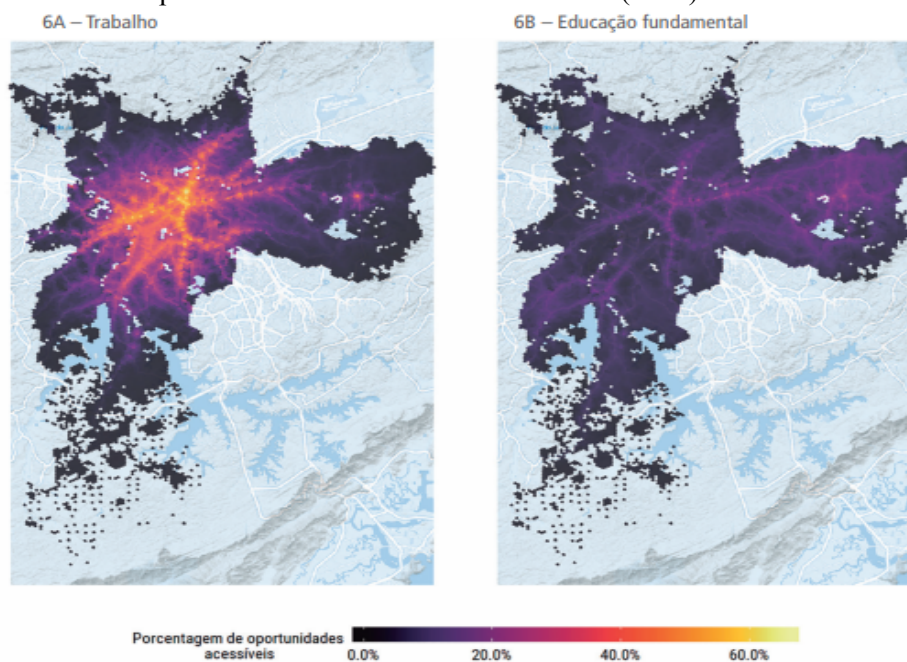 6A – Trabalho
6B – Educação fundamental
Porcentagem de oportunidades
acessíveis
0.0%
20.0%
40.0%
60.0%